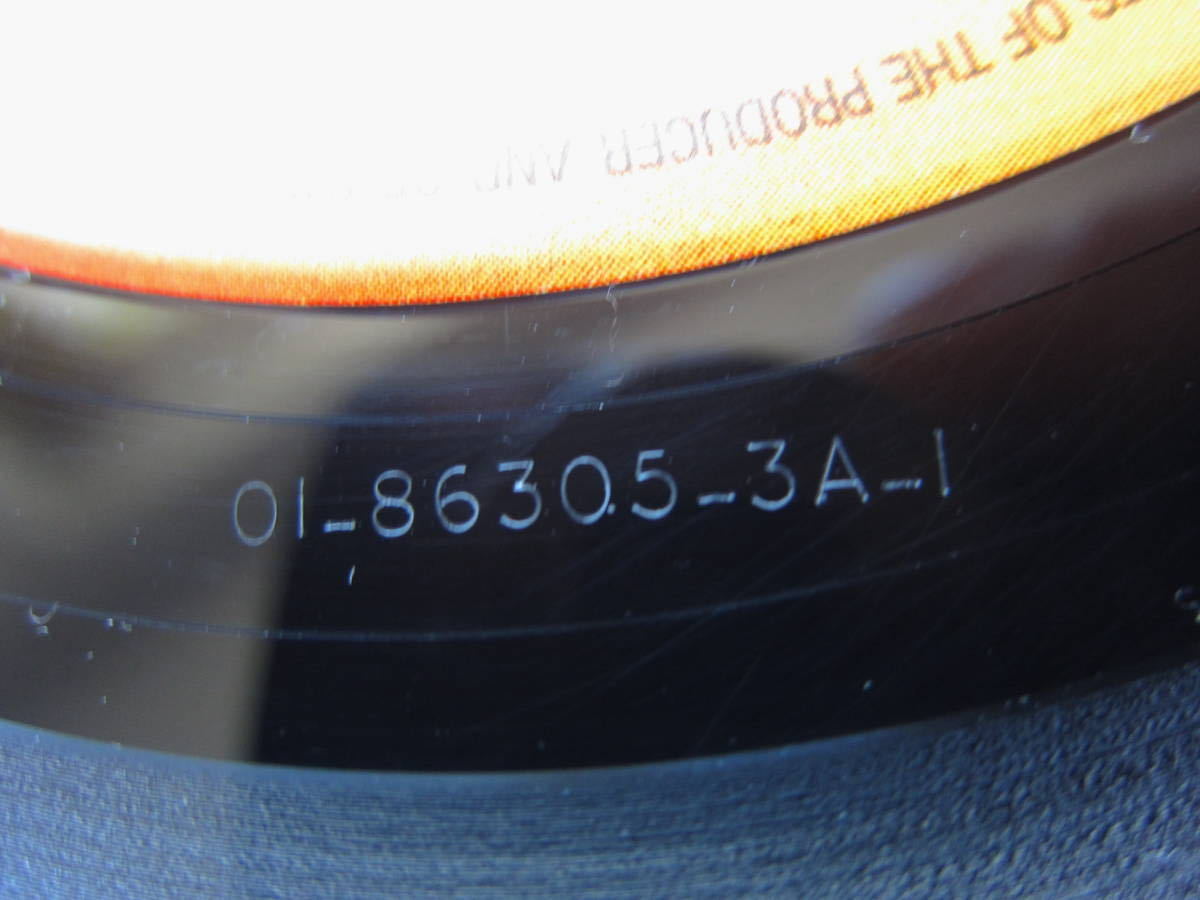 OF THE PRODUCER AND
01-86305-3A-1